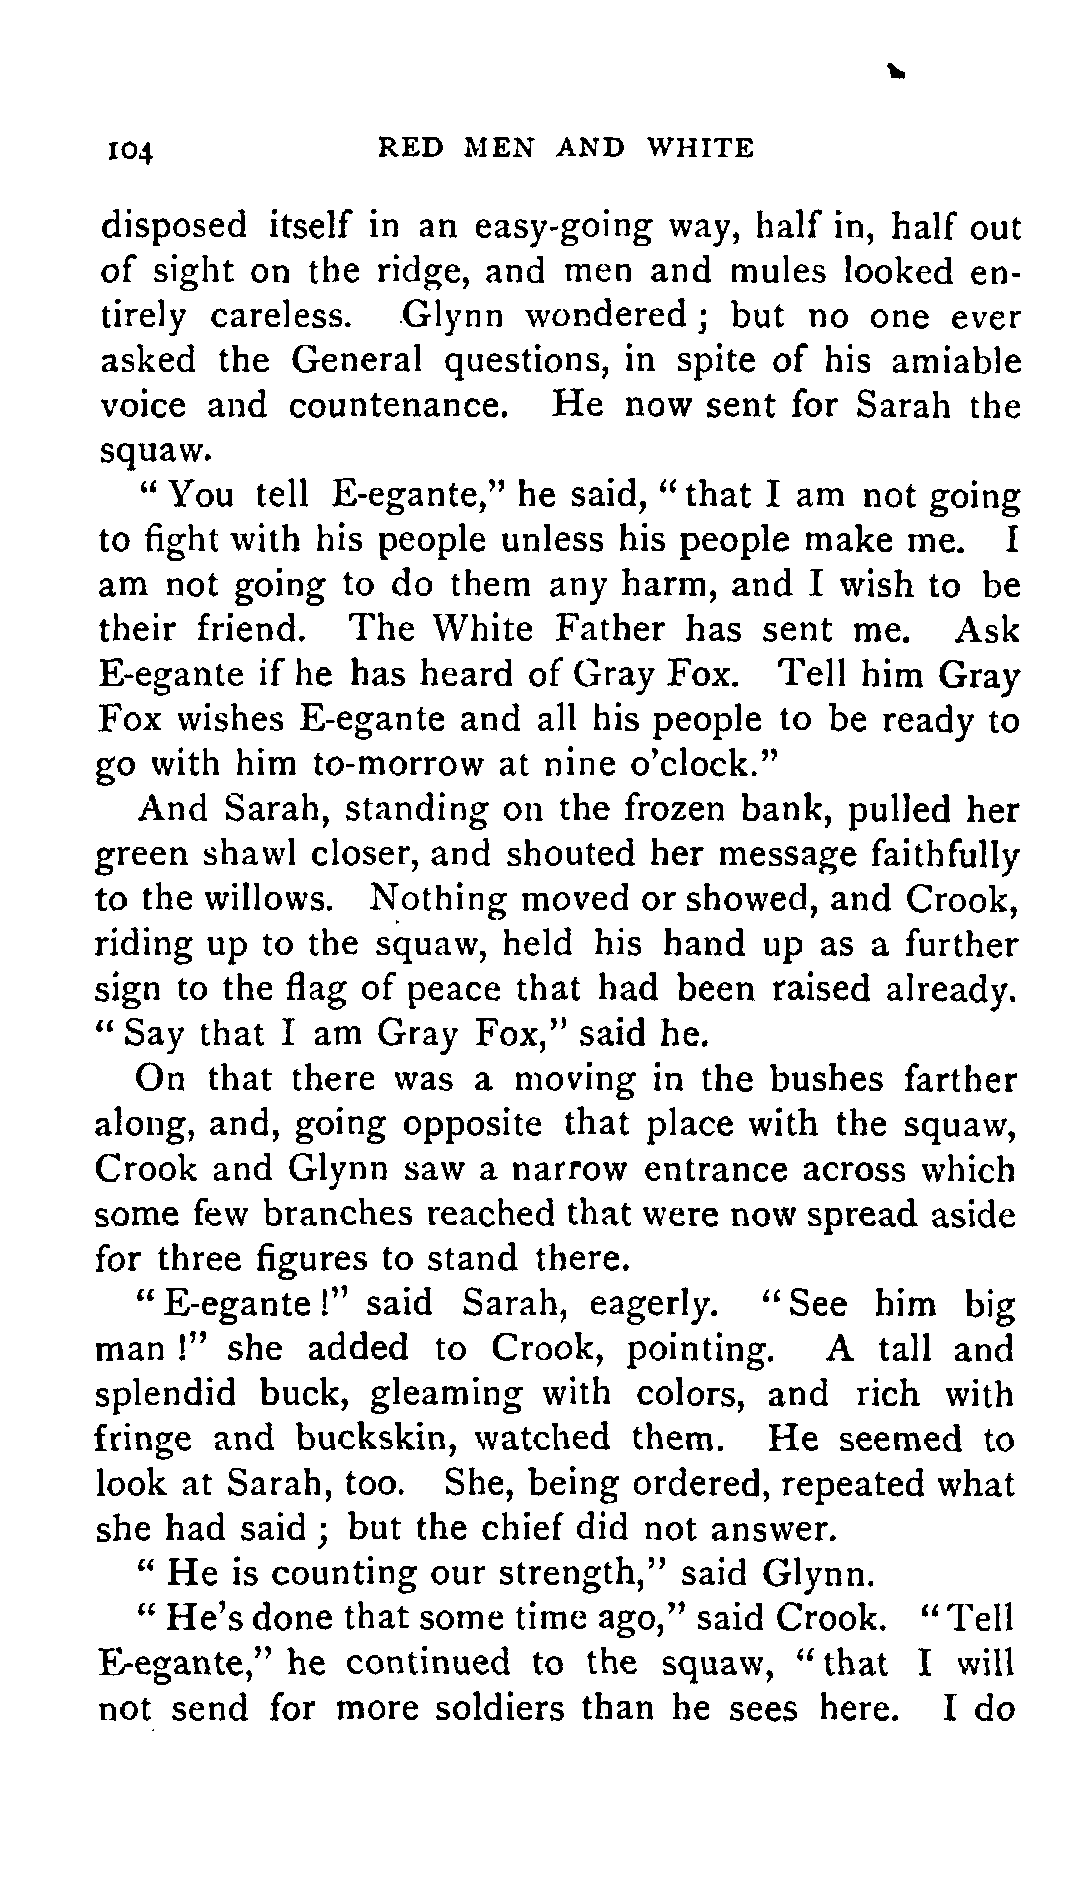 104 RED MEN AND WHITE
disposed itself in an easy-going way, half in, half out
of sight on the ridge, and men and mules looked en-
tirely careless. Glynn wondered; but no one ever
asked the General questions, in spite of his amiable
voice and countenance. He now sent for Sarah the
squaw.
"You tell E-egante," he said, "that I am not going
to fight with his people unless his people make me. I
am not going to do them any harm, and I wish to be
their friend. The White Father has sent me. Ask
E-egante if he has heard of Gray Fox. Tell him Gray
Fox wishes E-egante and all his people to be ready to
go with him to-morrow at nine o'clock."
And Sarah, standing on the frozen bank, pulled her
green shawl closer, and shouted her message faithfully
to the willows. Nothing moved or showed, and Crook,
riding up to the squaw, held his hand up as a further
sign to the flag of peace that had been raised already.
"Say that I am Gray Fox," said he.
On that there was a moving in the bushes farther
along, and, going opposite that place with the squaw,
Crook and Glynn saw a narrow entrance across which
some few branches reached that were now spread aside
for three figures to stand there.
"E-egante!" said Sarah, eagerly. "See him big
man!" she added to Crook, pointing. A tall and
splendid buck, gleaming with colors, and rich with
fringe and buckskin, watched them. He seemed to
look at Sarah, too. She, being ordered, repeated what
she had said; but the chief did not answer.
"He is counting our strength," said Glynn.
"He's done that some time ago," said Crook. "Tell
E-egante," he continued to the squaw, "that I will
not send for more soldiers than he sees here. I do